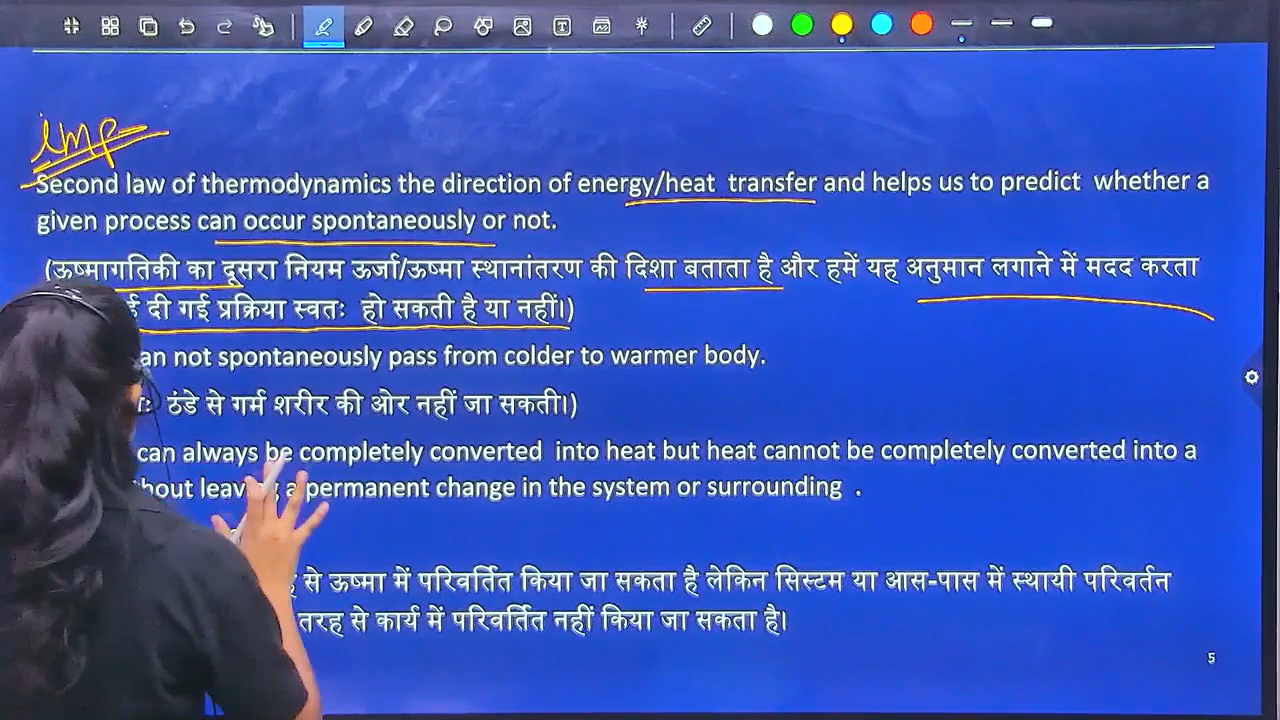 imp
Second law of thermodynamics the direction of energy/heat transfer and helps us to predict whether a
given process can occur spontaneously or not.
(ऊष्मागतिकी का दूसरा नियम ऊर्जा/ऊष्मा स्थानांतरण की दिशा बताता है और हमें यह अनुमान लगाने में मदद करता
दी गई प्रक्रिया स्वतः हो सकती है या नहीं।)
not spontaneously pass from colder to warmer body.
ठंडे से गर्म शरीर की ओर नहीं जा सकती।)
can always be completely converted into heat but heat cannot be completely converted into a
permanent change in the system or surrounding .
से ऊष्मा में परिवर्तित किया जा सकता है लेकिन सिस्टम या आस-पास में स्थायी परिवर्तन
तरह से कार्य में परिवर्तित नहीं किया जा सकता है।
5